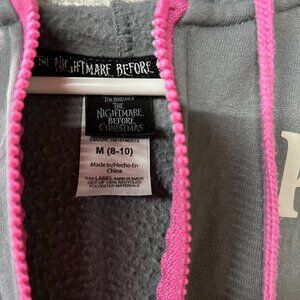 THE NIGHTMARE BEFORE
TIM BURTON'S
THE
NIGHTMARE
BEFORE
CHRISTMAS
M (8-10)
Made In/Hecho En
China
THIS LABEL YARN IS MADE
OUT OF 100% RECYCLED
POLYESTER MATERIALS